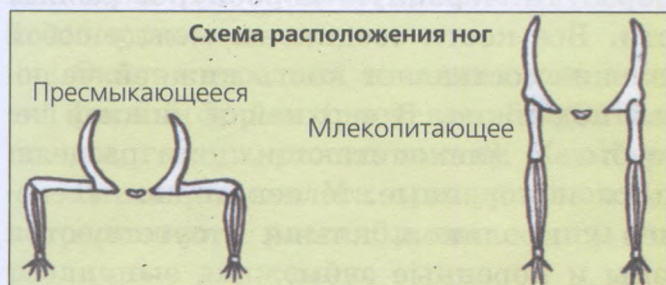 Схема расположения ног
Пресмыкающееся
Млекопитающее